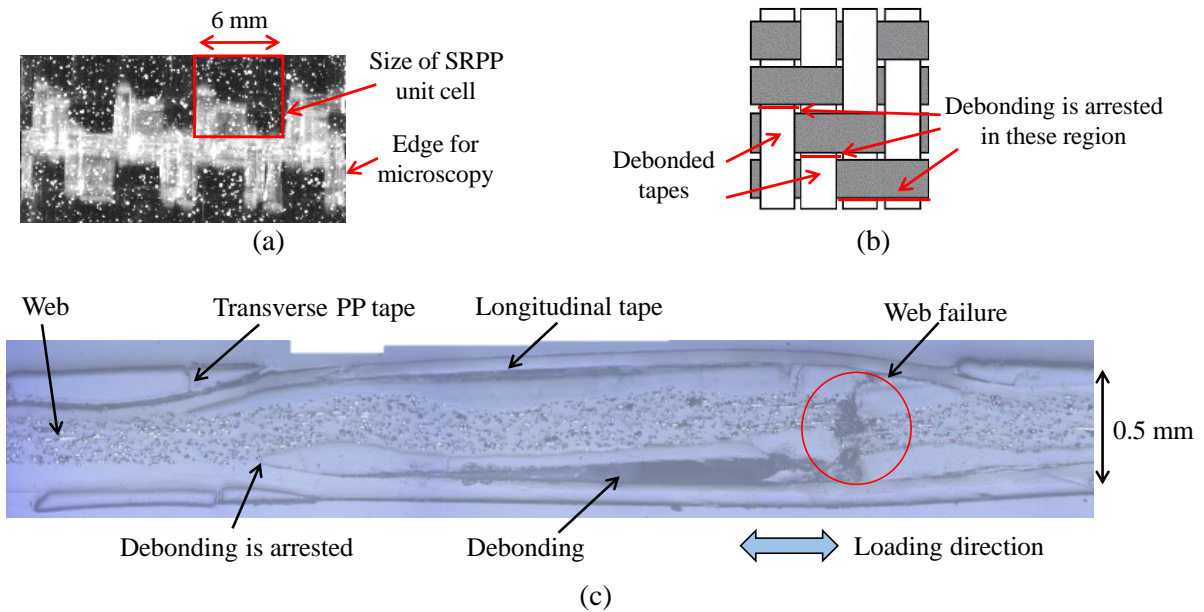 6 mm
Size of SRPP
unit cell
Edge for
microscopy
(a)
Debonded
tapes
Debonding is arrested
in these region
(b)
Web
Transverse PP tape
Longitudinal tape
Web failure
0.5 mm
Debonding is arrested
Debonding
Loading direction
(c)